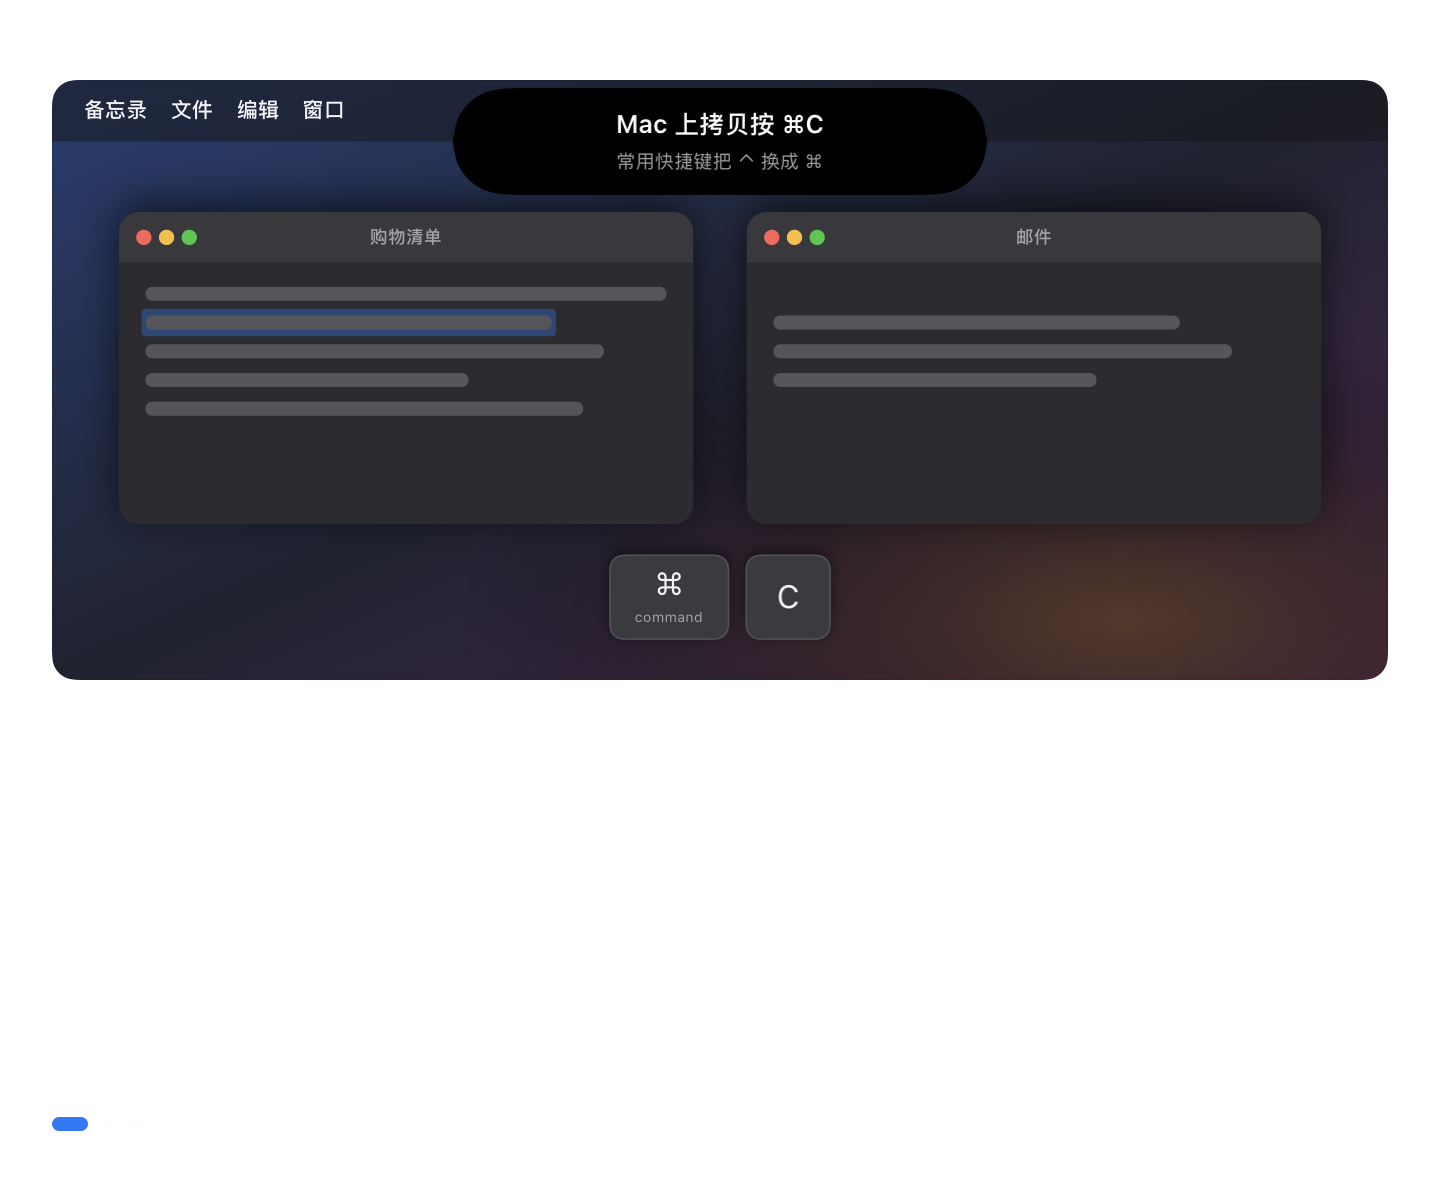 备忘录 文件 编辑 窗口
Mac 上拷贝按 ⌘C
常用快捷键把 ^ 换成 ⌘
购物清单
邮件
⌘ C
command